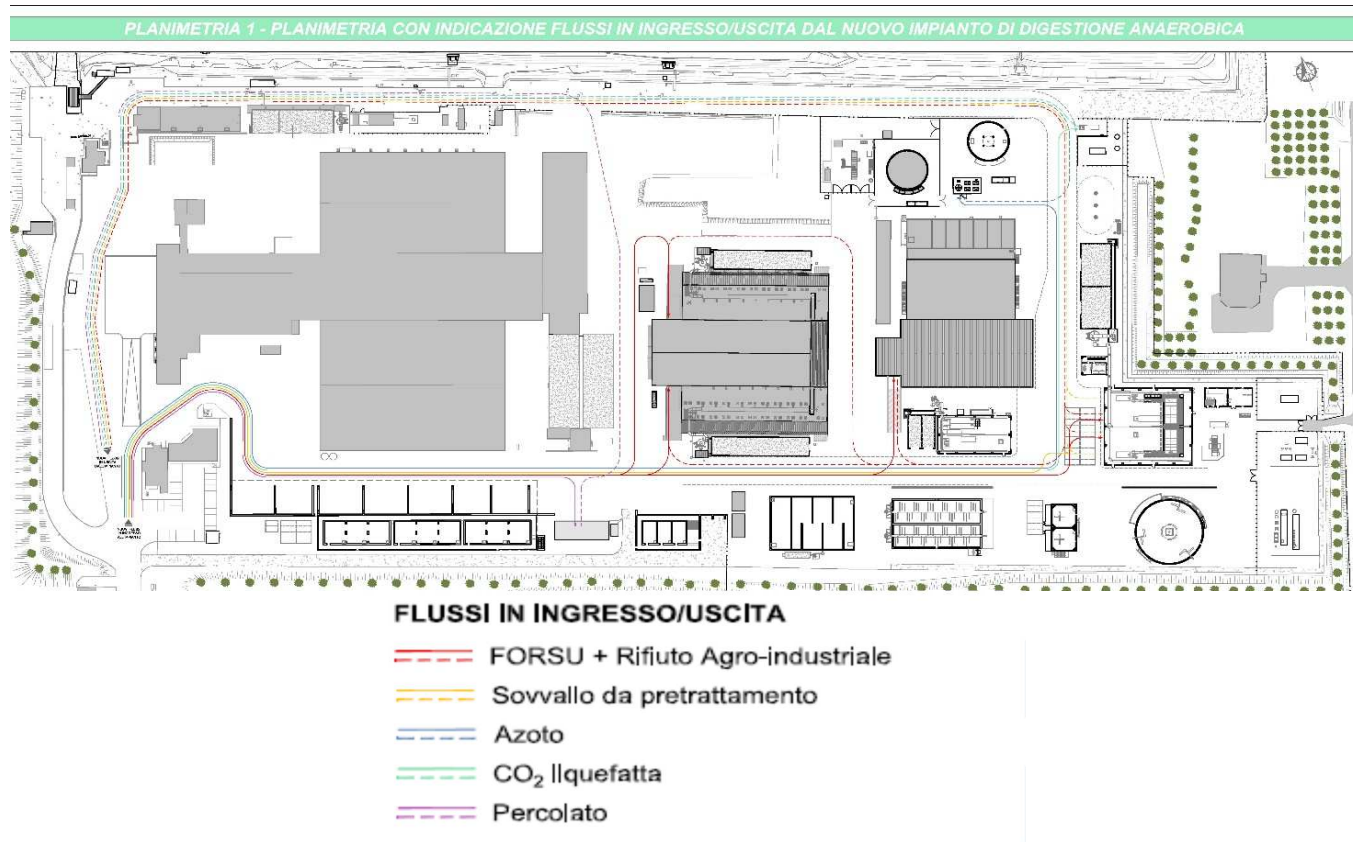 PLANIMETRIA 1 - PLANIMETRIA CON INDICAZIONE FLUSSI IN INGRESSO/USCITA DAL NUOVO IMPIANTO DI DIGESTIONE ANAEROBICA
FLUSSI IN INGRESSO/USCITA
FORSU + Rifiuto Agro-industriale
Sovvallo da pretrattamento
Azoto
CO₂ liquefatta
Percolato